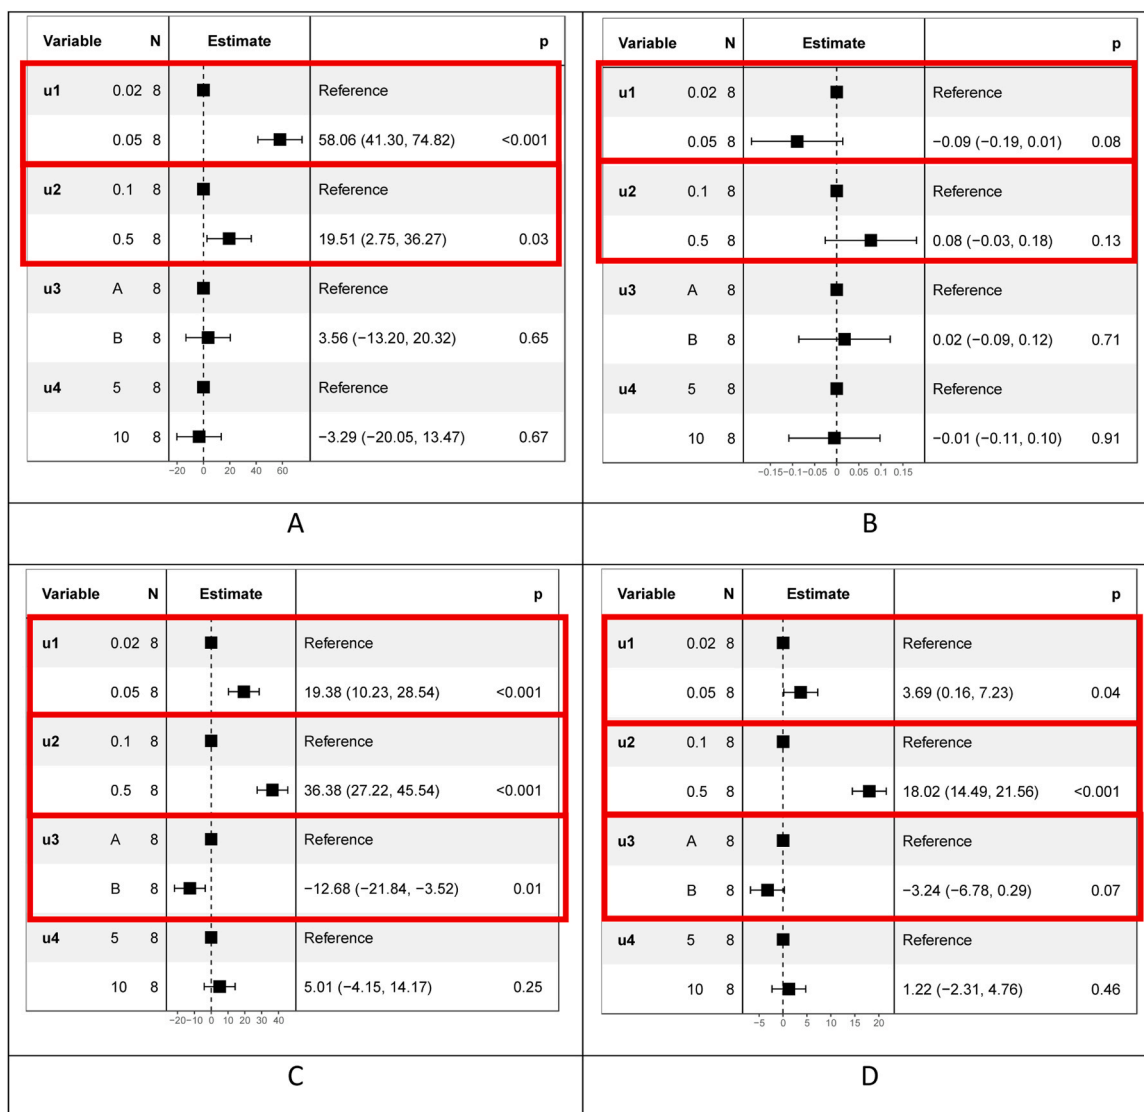 Variable N Estimate p
u1 0.02 8 Reference
0.05 8 58.06 (41.30, 74.82) <0.001
u2 0.1 8 Reference
0.5 8 19.51 (2.75, 36.27) 0.03
u3 A 8 Reference
B 8 3.56 (−13.20, 20.32) 0.65
u4 5 8 Reference
10 8 −3.29 (−20.05, 13.47) 0.67
−20 0 20 40 60
A
Variable N Estimate p
u1 0.02 8 Reference
0.05 8 −0.09 (−0.19, 0.01) 0.08
u2 0.1 8 Reference
0.5 8 0.08 (−0.03, 0.18) 0.13
u3 A 8 Reference
B 8 0.02 (−0.09, 0.12) 0.71
u4 5 8 Reference
10 8 −0.01 (−0.11, 0.10) 0.91
−0.15−0.1−0.05 0 0.05 0.1 0.15
B
Variable N Estimate p
u1 0.02 8 Reference
0.05 8 19.38 (10.23, 28.54) <0.001
u2 0.1 8 Reference
0.5 8 36.38 (27.22, 45.54) <0.001
u3 A 8 Reference
B 8 −12.68 (−21.84, −3.52) 0.01
u4 5 8 Reference
10 8 5.01 (−4.15, 14.17) 0.25
−20−10 0 10 20 30 40
C
Variable N Estimate p
u1 0.02 8 Reference
0.05 8 3.69 (0.16, 7.23) 0.04
u2 0.1 8 Reference
0.5 8 18.02 (14.49, 21.56) <0.001
u3 A 8 Reference
B 8 −3.24 (−6.78, 0.29) 0.07
u4 5 8 Reference
10 8 1.22 (−2.31, 4.76) 0.46
−5 0 5 10 15 20
D